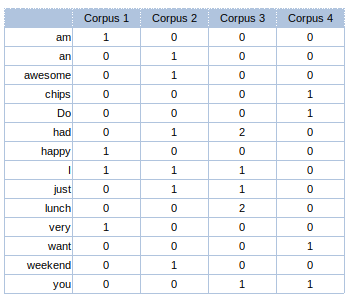 Corpus 1 Corpus 2 Corpus 3 Corpus 4
am 1 0 0 0
an 0 1 0 0
awesome 0 1 0 0
chips 0 0 0 1
Do 0 0 0 1
had 0 1 2 0
happy 1 0 0 0
I 1 1 1 0
just 0 1 1 0
lunch 0 0 2 0
very 1 0 0 0
want 0 0 0 1
weekend 0 1 0 0
you 0 0 1 1